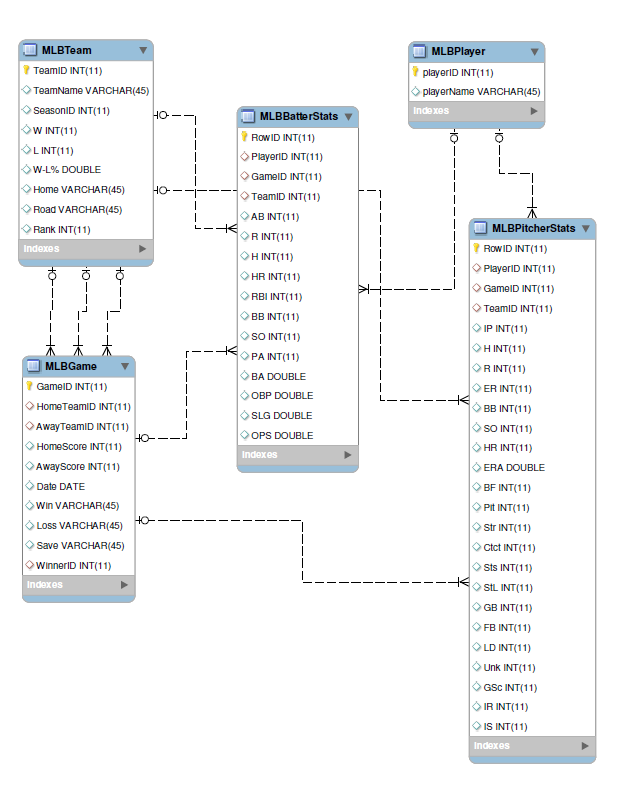 MLBTeam
TeamID INT(11)
TeamName VARCHAR(45)
SeasonID INT(11)
W INT(11)
L INT(11)
W-L% DOUBLE
Home VARCHAR(45)
Road VARCHAR(45)
Rank INT(11)
Indexes
MLBGame
GameID INT(11)
HomeTeamID INT(11)
AwayTeamID INT(11)
HomeScore INT(11)
AwayScore INT(11)
Date DATE
Win VARCHAR(45)
Loss VARCHAR(45)
Save VARCHAR(45)
WinnerID INT(11)
Indexes
MLBBatterStats
RowID INT(11)
PlayerID INT(11)
GameID INT(11)
TeamID INT(11)
AB INT(11)
R INT(11)
H INT(11)
HR INT(11)
RBI INT(11)
BB INT(11)
SO INT(11)
PA INT(11)
BA DOUBLE
OBP DOUBLE
SLG DOUBLE
OPS DOUBLE
Indexes
MLBPlayer
playerID INT(11)
playerName VARCHAR(45)
Indexes
MLBPitcherStats
RowID INT(11)
PlayerID INT(11)
GameID INT(11)
TeamID INT(11)
IP INT(11)
H INT(11)
R INT(11)
ER INT(11)
BB INT(11)
SO INT(11)
HR INT(11)
ERA DOUBLE
BF INT(11)
Pit INT(11)
Str INT(11)
Ctct INT(11)
Sts INT(11)
StL INT(11)
GB INT(11)
FB INT(11)
LD INT(11)
Unk INT(11)
GSc INT(11)
IR INT(11)
IS INT(11)
Indexes